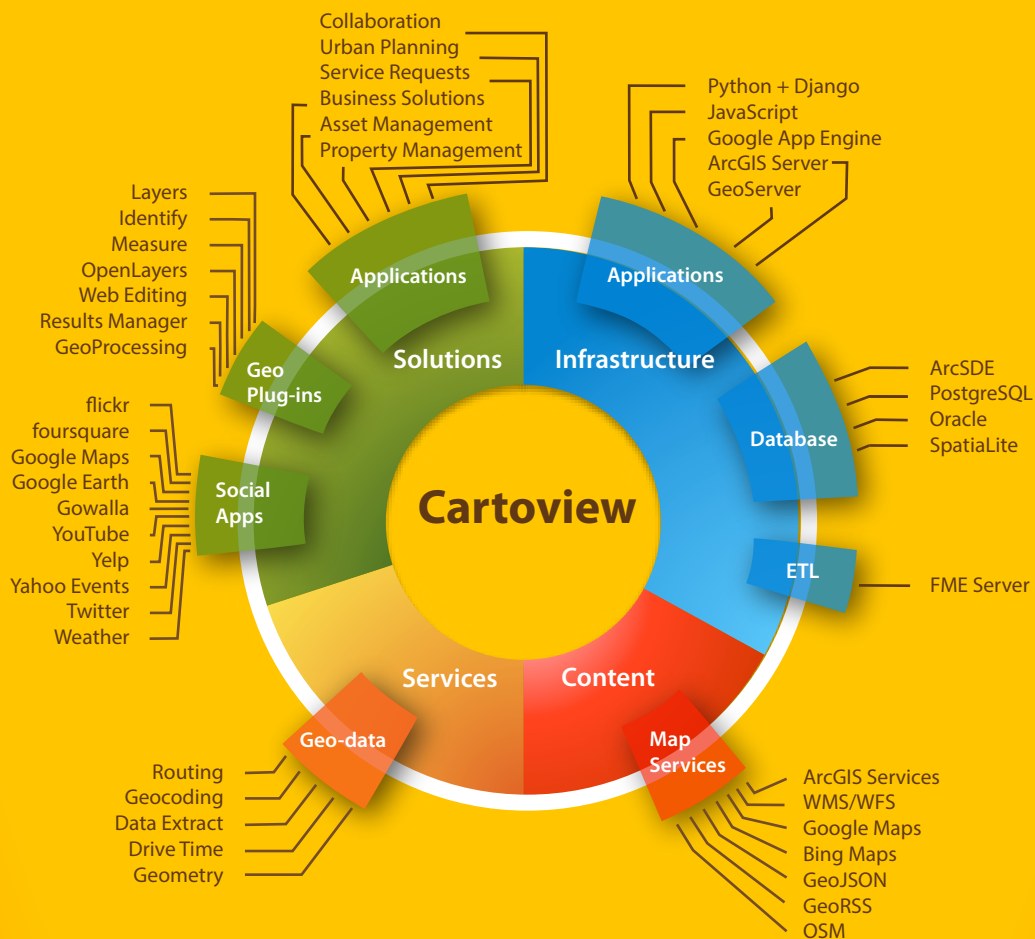 Collaboration
Urban Planning
Service Requests
Business Solutions
Asset Management
Property Management
Python + Django
JavaScript
Google App Engine
ArcGIS Server
GeoServer
Layers
Identify
Measure
OpenLayers
Web Editing
Results Manager
GeoProcessing
Applications
Applications
Solutions
Infrastructure
Geo
Plug-ins
ArcSDE
PostgreSQL
Oracle
SpatiaLite
Database
flickr
foursquare
Google Maps
Google Earth
Gowalla
YouTube
Yelp
Yahoo Events
Twitter
Weather
Social
Apps
Cartoview
ETL
FME Server
Services
Content
Geo-data
Map
Services
Routing
Geocoding
Data Extract
Drive Time
Geometry
ArcGIS Services
WMS/WFS
Google Maps
Bing Maps
GeoJSON
GeoRSS
OSM